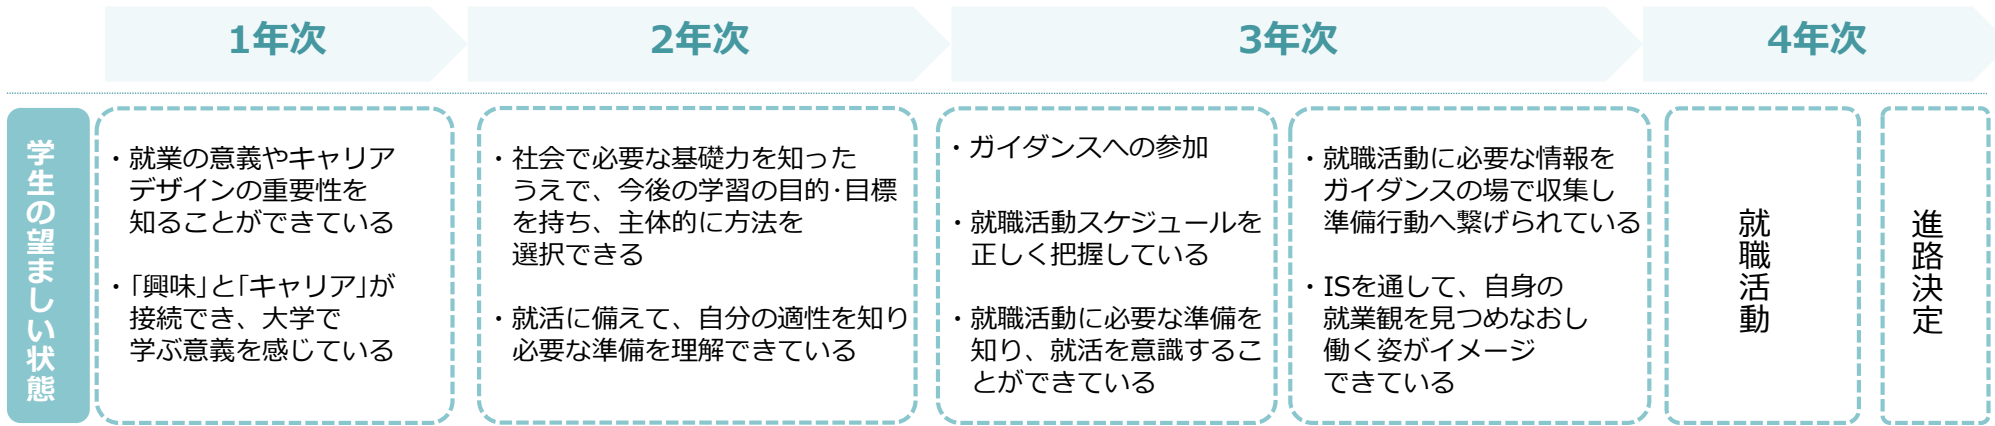 1年次
2年次
3年次
4年次
学生の望ましい状態
・就業の意義やキャリア
デザインの重要性を
知ることができている
・｢興味｣と｢キャリア｣が
接続でき、大学で
学ぶ意義を感じている
・社会で必要な基礎力を知った
うえで、今後の学習の目的･目標
を持ち、主体的に方法を
選択できる
・就活に備えて、自分の適性を知り
必要な準備を理解できている
・ガイダンスへの参加
・就職活動スケジュールを
正しく把握している
・就職活動に必要な準備を
知り、就活を意識するこ
とができている
・就職活動に必要な情報を
ガイダンスの場で収集し
準備行動へ繋げられている
・ISを通して、自身の
就業観を見つめなおし
働く姿がイメージ
できている
就職活動
進路決定